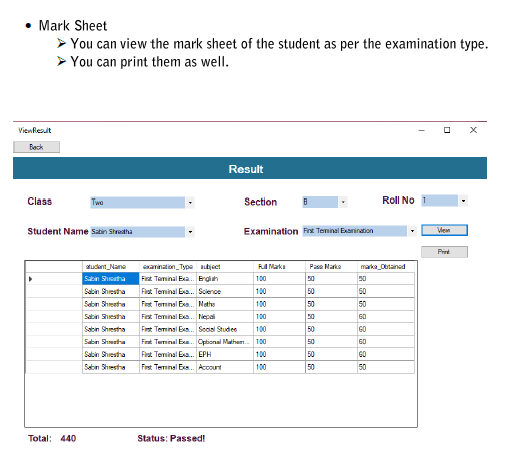 • Mark Sheet
➢ You can view the mark sheet of the student as per the examination type.
➢ You can print them as well.
ViewResult
Back
Result
Class Two Section B Roll No 1
Student Name Sabin Shrestha Examination First Terminal Examination View
Print
student_Name examination_Type subject Full Marks Pass Marks marks_Obtained
Sabin Shrestha First Terminal Exa... English 100 50 50
Sabin Shrestha First Terminal Exa... Science 100 50 50
Sabin Shrestha First Terminal Exa... Maths 100 50 50
Sabin Shrestha First Terminal Exa... Nepali 100 50 60
Sabin Shrestha First Terminal Exa... Social Studies 100 50 60
Sabin Shrestha First Terminal Exa... Optional Mathem... 100 50 60
Sabin Shrestha First Terminal Exa... EPH 100 50 60
Sabin Shrestha First Terminal Exa... Account 100 50 50
Total: 440 Status: Passed!